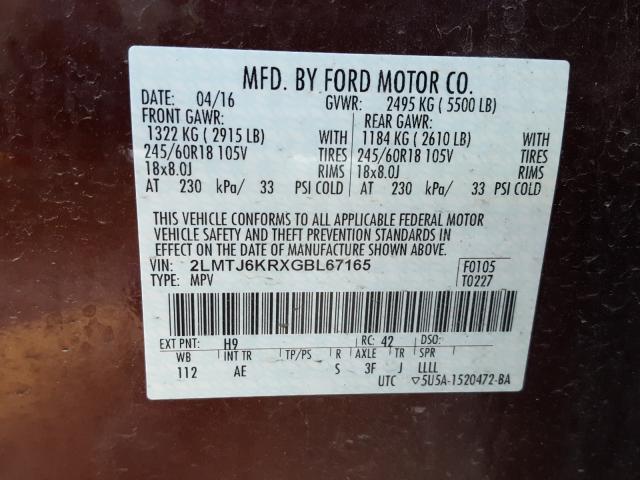 MFD. BY FORD MOTOR CO.
DATE: 04/16 GVWR: 2495 KG ( 5500 LB)
FRONT GAWR: REAR GAWR:
1322 KG ( 2915 LB) WITH 1184 KG ( 2610 LB) WITH
245/60R18 105V TIRES 245/60R18 105V TIRES
18x8.0J RIMS 18x8.0J RIMS
AT 230 kPa/ 33 PSI COLD AT 230 kPa/ 33 PSI COLD
THIS VEHICLE CONFORMS TO ALL APPLICABLE FEDERAL MOTOR
VEHICLE SAFETY AND THEFT PREVENTION STANDARDS IN
EFFECT ON THE DATE OF MANUFACTURE SHOWN ABOVE.
VIN: 2LMTJ6KRXGBL67165 F0105
TYPE: MPV T0227
EXT PNT: H9 RC: 42 DSO:
WB INT TR TP/PS R AXLE TR SPR
112 AE S 3F J LLLL
UTC ▽5U5A-1520472-BA